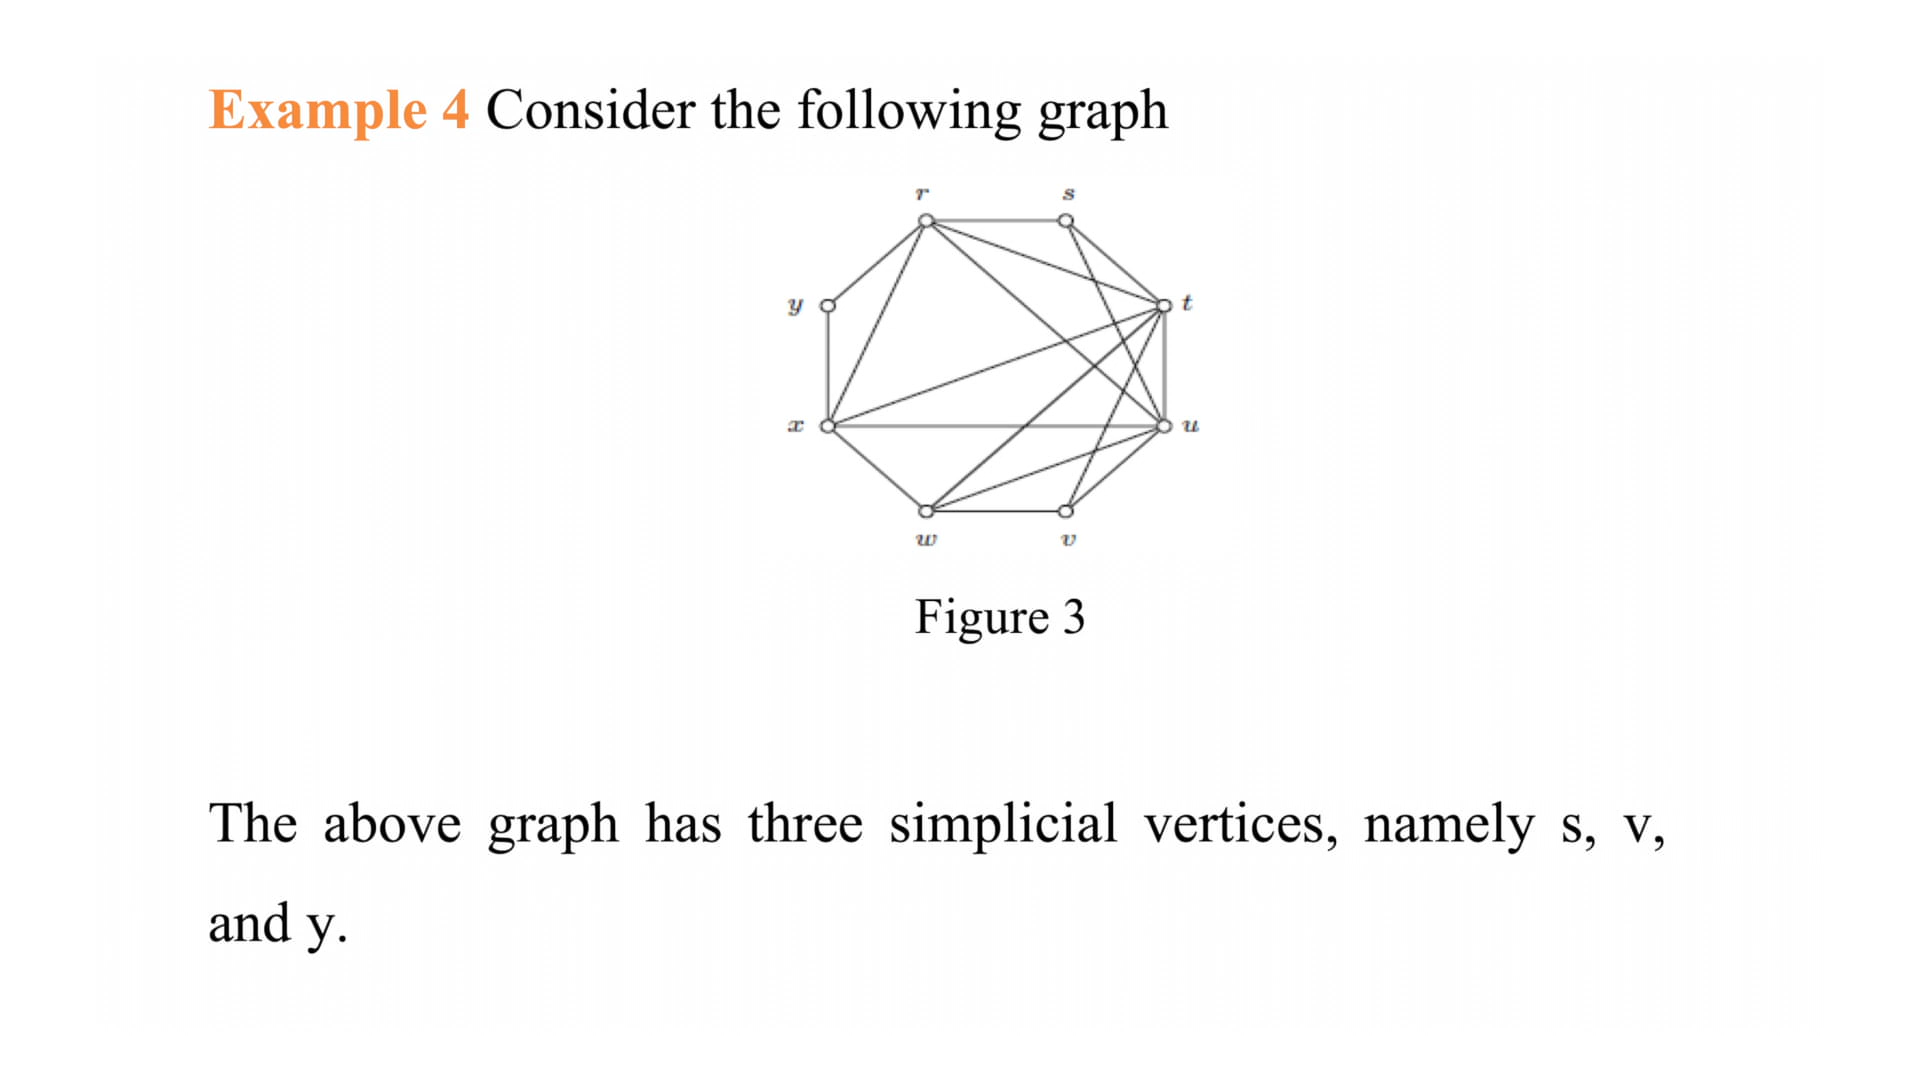 Example 4 Consider the following graph
r s
y t
x u
w v
Figure 3
The above graph has three simplicial vertices, namely s, v,
and y.